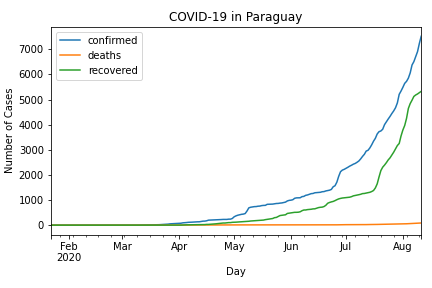 COVID-19 in Paraguay
confirmed
deaths
recovered
Number of Cases
7000
6000
5000
4000
3000
2000
1000
0
Feb
2020
Mar
Apr
May
Jun
Jul
Aug
Day